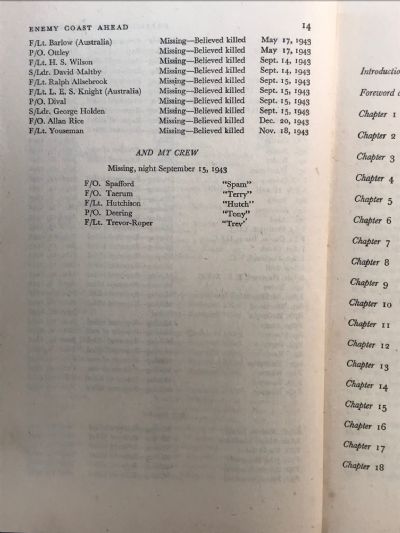 ENEMY COAST AHEAD 14
F/Lt. Barlow (Australia) Missing—Believed killed May 17, 1943
P/O. Ottley Missing—Believed killed May 17, 1943
F/Lt. H. S. Wilson Missing—Believed killed Sept. 14, 1943
S/Ldr. David Maltby Missing—Believed killed Sept. 14, 1943
F/Lt. Ralph Allsebrook Missing—Believed killed Sept. 15, 1943
F/Lt. L. E. S. Knight (Australia) Missing—Believed killed Sept. 15, 1943
P/O. Dival Missing—Believed killed Sept. 15, 1943
S/Ldr. George Holden Missing—Believed killed Sept. 15, 1943
F/O. Allan Rice Missing—Believed killed Dec. 20, 1943
F/Lt. Youseman Missing—Believed killed Nov. 18, 1943
AND MY CREW
Missing, night September 15, 1943
F/O. Spafford "Spam"
F/O. Taerum "Terry"
F/Lt. Hutchison "Hutch"
P/O. Deering "Tony"
F/Lt. Trevor-Roper "Trev"
Foreword
Chapter 1
Chapter 2
Chapter 3
Chapter 4
Chapter 5
Chapter 6
Chapter 7
Chapter 8
Chapter 9
Chapter 10
Chapter 11
Chapter 12
Chapter 13
Chapter 14
Chapter 15
Chapter 16
Chapter 17
Chapter 18